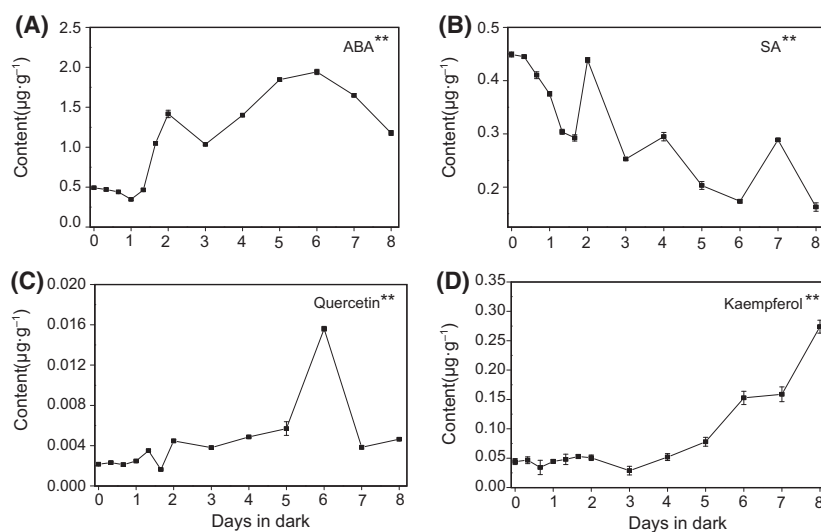 (A)
ABA**
Content(µg·g⁻¹)
2.5
2.0
1.5
1.0
0.5
0.0
0 1 2 3 4 5 6 7 8
(B)
SA**
Content(µg·g⁻¹)
0.5
0.4
0.3
0.2
0 1 2 3 4 5 6 7 8
(C)
Quercetin**
Content(µg·g⁻¹)
0.020
0.016
0.012
0.008
0.004
0.000
0 1 2 3 4 5 6 7 8
Days in dark
(D)
Kaempferol**
Content(µg·g⁻¹)
0.35
0.30
0.25
0.20
0.15
0.10
0.05
0.00
0 1 2 3 4 5 6 7 8
Days in dark